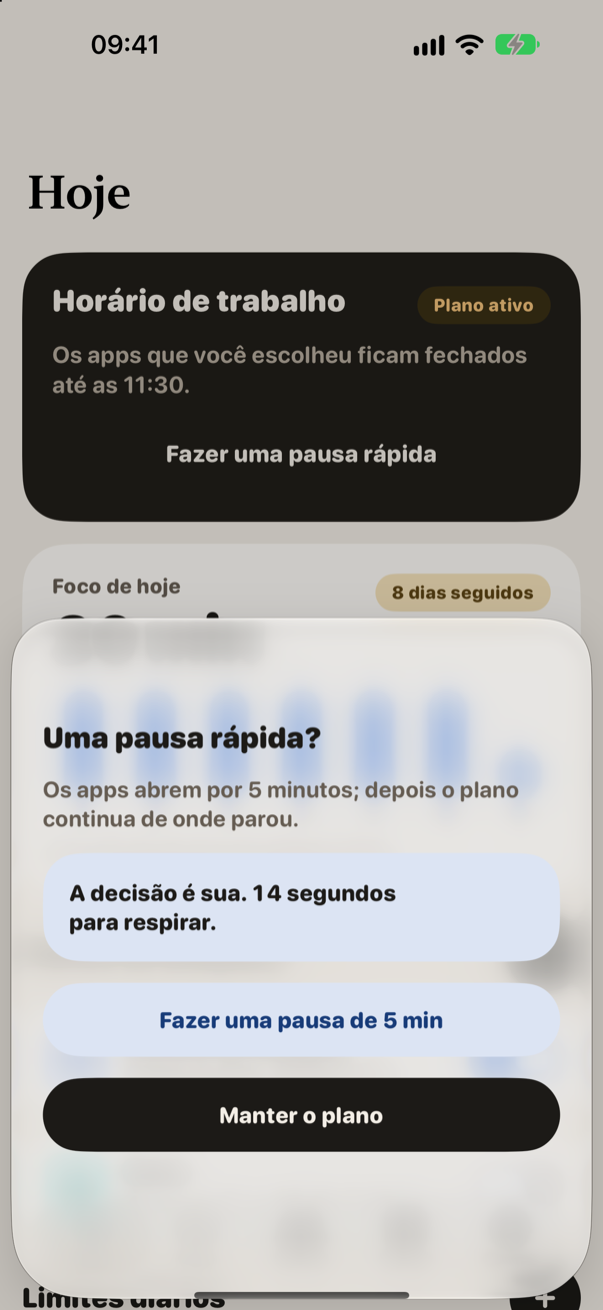 09:41
Hoje
Horário de trabalho
Plano ativo
Os apps que você escolheu ficam fechados
até as 11:30.
Fazer uma pausa rápida
Foco de hoje
8 dias seguidos
Uma pausa rápida?
Os apps abrem por 5 minutos; depois o plano
continua de onde parou.
A decisão é sua. 14 segundos
para respirar.
Fazer uma pausa de 5 min
Manter o plano
Limites diários